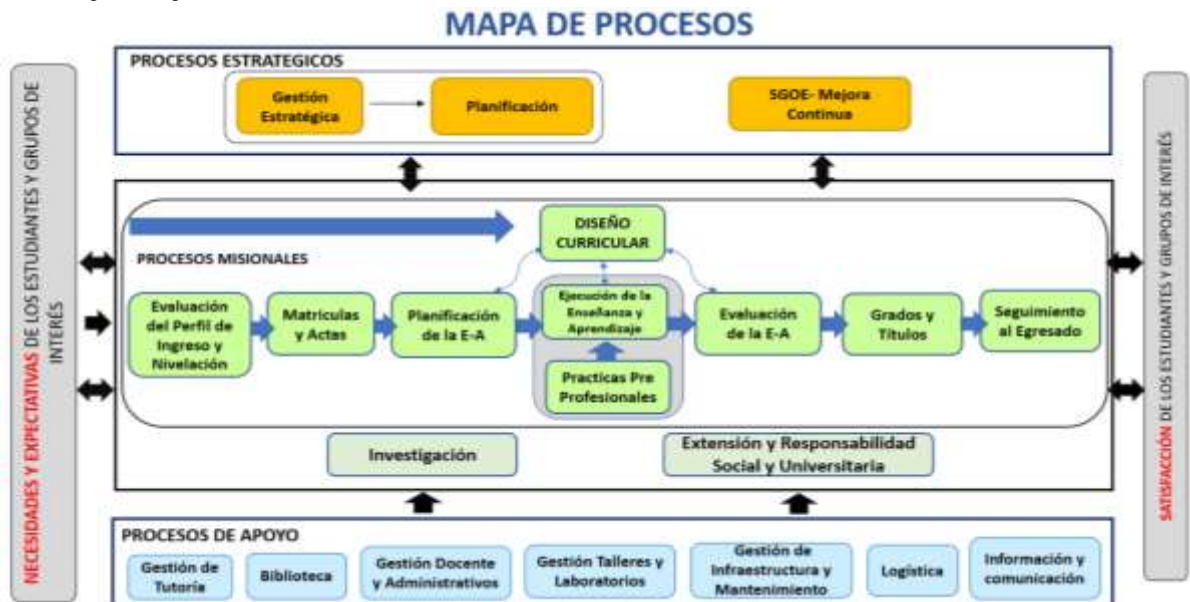 MAPA DE PROCESOS
PROCESOS ESTRATEGICOS
Gestión
Estratégica
Planificación
SGOE- Mejora
Continua
NECESIDADES Y EXPECTATIVAS DE LOS ESTUDIANTES Y GRUPOS DE
INTERÉS
DISEÑO
CURRICULAR
PROCESOS MISIONALES
Evaluación
del Perfil de
Ingreso y
Nivelación
Matriculas
y Actas
Planificación
de la E-A
Ejecución de la
Enseñanza y
Aprendizaje
Practicas Pre
Profesionales
Evaluación
de la E-A
Grados y
Títulos
Seguimiento
al Egresado
Investigación
Extensión y Responsabilidad
Social y Universitaria
SATISFACCIÓN DE LOS ESTUDIANTES Y GRUPOS DE INTERÉS
PROCESOS DE APOYO
Gestión de
Tutoría
Biblioteca
Gestión Docente
y Administrativos
Gestión Talleres y
Laboratorios
Gestión de
Infraestructura y
Mantenimiento
Logística
Información y
comunicación